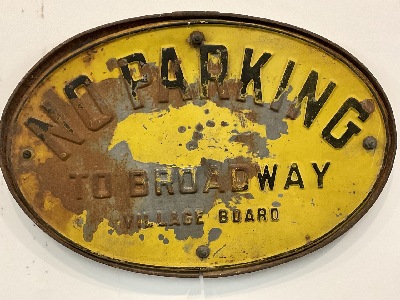 NO PARKING
TO BROADWAY
VILLAGE BOARD